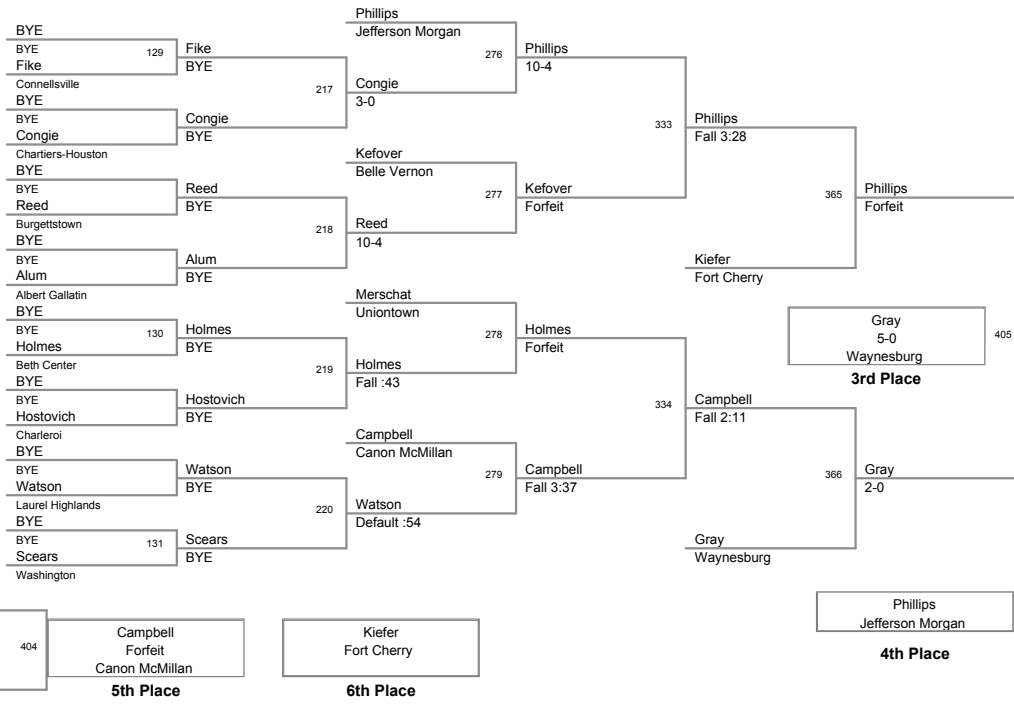 BYE
BYE
129
Fike
Connellsville
BYE
BYE
Congie
Chartiers-Houston
BYE
BYE
Reed
Burgettstown
BYE
BYE
Alum
Albert Gallatin
BYE
BYE
130
Holmes
Beth Center
BYE
BYE
Hostovich
Charleroi
BYE
BYE
Watson
Laurel Highlands
BYE
BYE
131
Scears
Washington
Fike
BYE
217
Congie
BYE
Reed
BYE
218
Alum
BYE
Holmes
BYE
219
Hostovich
BYE
Watson
BYE
220
Scears
BYE
Phillips
Jefferson Morgan
276
Congie
3-0
Kefover
Belle Vernon
277
Reed
10-4
Merschat
Uniontown
278
Holmes
Fall :43
Campbell
Canon McMillan
279
Watson
Default :54
Phillips
10-4
333
Kefover
Forfeit
Holmes
Forfeit
334
Campbell
Fall 3:37
Phillips
Fall 3:28
365
Kiefer
Fort Cherry
Campbell
Fall 2:11
366
Gray
Waynesburg
Phillips
Forfeit
Gray
5-0
Waynesburg
405
3rd Place
Gray
2-0
Phillips
Jefferson Morgan
4th Place
404
Campbell
Forfeit
Canon McMillan
5th Place
Kiefer
Fort Cherry
6th Place